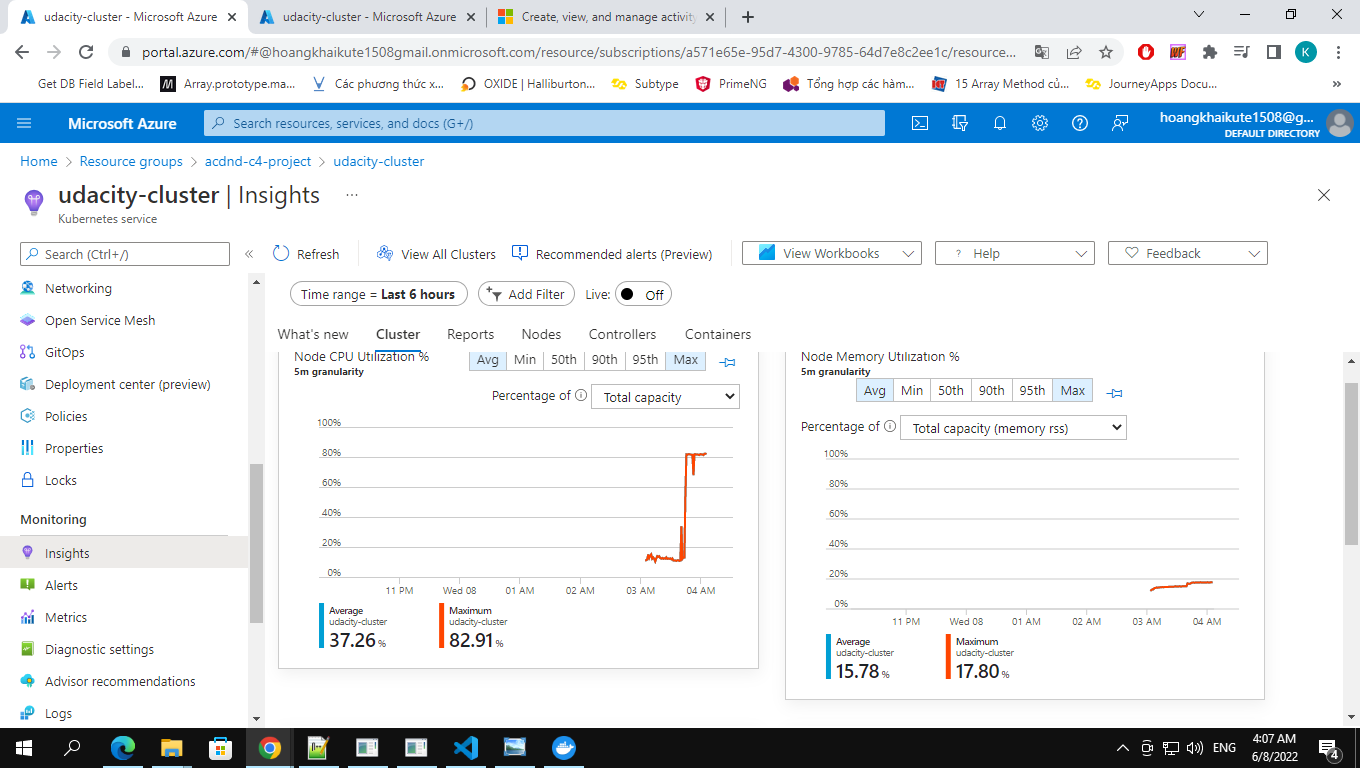 udacity-cluster - Microsoft Azure
udacity-cluster - Microsoft Azure
Create, view, and manage activity
portal.azure.com/#@hoangkhaikute1508gmail.onmicrosoft.com/resource/subscriptions/a571e65e-95d7-4300-9785-64d7e8c2ee1c/resource...
K
Get DB Field Label...
Array.prototype.ma...
Các phương thức x...
OXIDE | Halliburton...
Subtype
PrimeNG
Tổng hợp các hàm...
15 Array Method củ...
JourneyApps Docu...
»
Microsoft Azure
Search resources, services, and docs (G+/)
hoangkhaikute1508@g...
DEFAULT DIRECTORY
Home > Resource groups > acdnd-c4-project > udacity-cluster
udacity-cluster | Insights ...
Kubernetes service
Search (Ctrl+/)
«
Refresh
View All Clusters
Recommended alerts (Preview)
View Workbooks
? Help
Feedback
Networking
Open Service Mesh
GitOps
Deployment center (preview)
Policies
Properties
Locks
Monitoring
Insights
Alerts
Metrics
Diagnostic settings
Advisor recommendations
Logs
Time range = Last 6 hours
Add Filter
Live: Off
What's new
Cluster
Reports
Nodes
Controllers
Containers
Node CPU Utilization %
5m granularity
Avg Min 50th 90th 95th Max
Percentage of
Total capacity
100%
80%
60%
40%
20%
0%
11 PM Wed 08 01 AM 02 AM 03 AM 04 AM
Average
udacity-cluster
37.26 %
Maximum
udacity-cluster
82.91 %
Node Memory Utilization %
5m granularity
Avg Min 50th 90th 95th Max
Percentage of
Total capacity (memory rss)
100%
80%
60%
40%
20%
0%
11 PM Wed 08 01 AM 02 AM 03 AM 04 AM
Average
udacity-cluster
15.78 %
Maximum
udacity-cluster
17.80 %
ENG
4:07 AM
6/8/2022
4